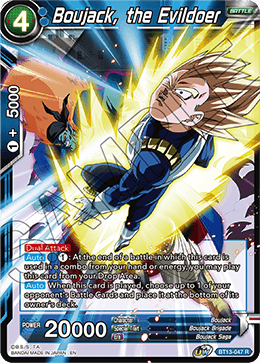 4
Boujack, the Evildoer
BATTLE
1 + 5000
Dual Attack
Auto 1: At the end of a battle in which this card is
used in a combo from your hand or energy, you may play
this card from your Drop Area.
Auto When this card is played, choose up to 1 of your
opponent's Battle Cards and place it at the bottom of its
owner's deck.
POWER 20000
Character Boujack
Special Trait Boujack Brigade
Era Boujack Saga
BANDAI MADE IN JAPAN EN
BT13-047 R